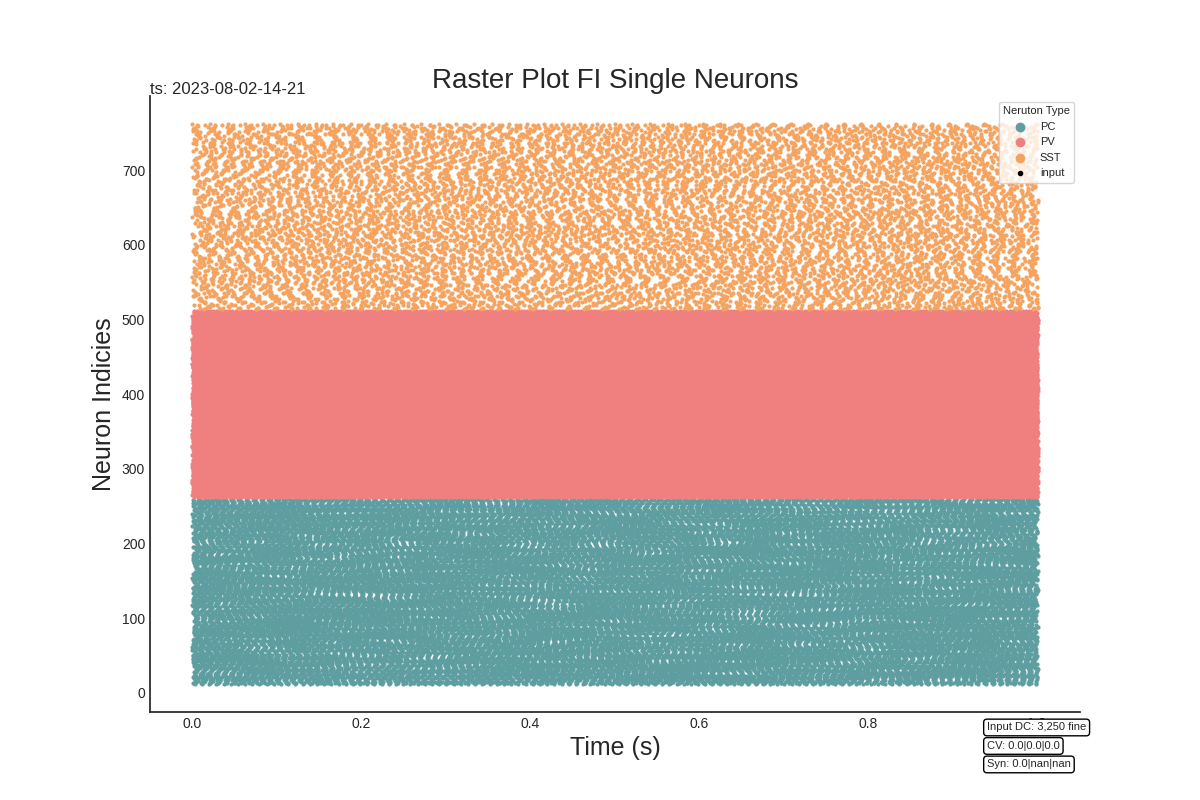 Raster Plot FI Single Neurons
ts: 2023-08-02-14-21
Neruton Type
PC
PV
SST
input
Neuron Indicies
700
600
500
400
300
200
100
0
0.0 0.2 0.4 0.6 0.8
Time (s)
Input DC: 3,250 fine
CV: 0.0|0.0|0.0
Syn: 0.0|nan|nan